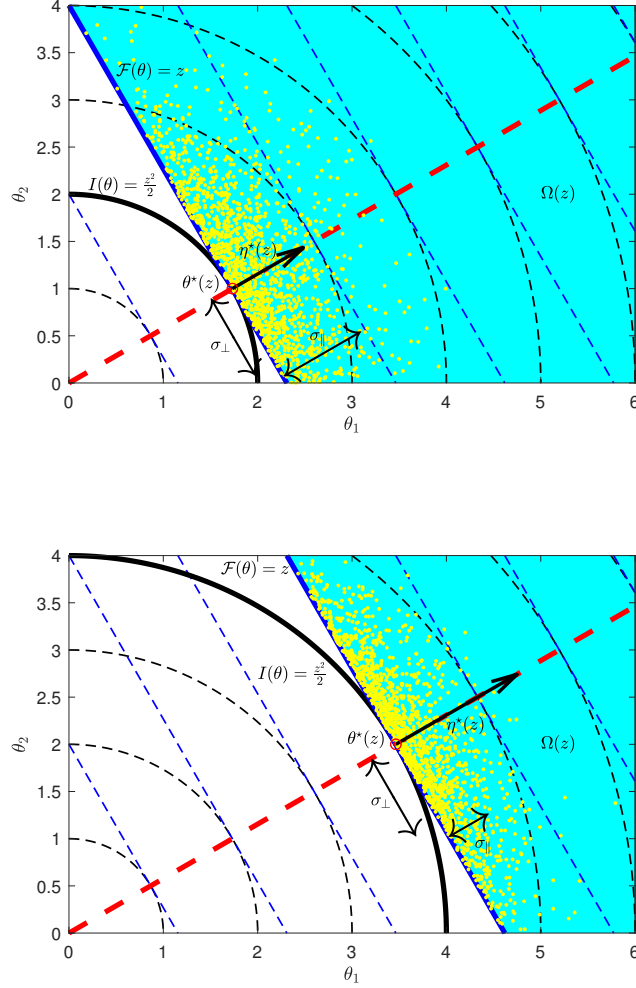 4
3.5
3
2.5
2
1.5
1
0.5
0
θ₂
F(θ) = z
I(θ) = z²/2
Ω(z)
η⋆(z)
θ⋆(z)
σ∥
σ⊥
0 1 2 3 4 5 6
θ₁
4
3.5
3
2.5
2
1.5
1
0.5
0
θ₂
F(θ) = z
I(θ) = z²/2
θ⋆(z)
η⋆(z)
Ω(z)
σ⊥
σ∥
0 1 2 3 4 5 6
θ₁